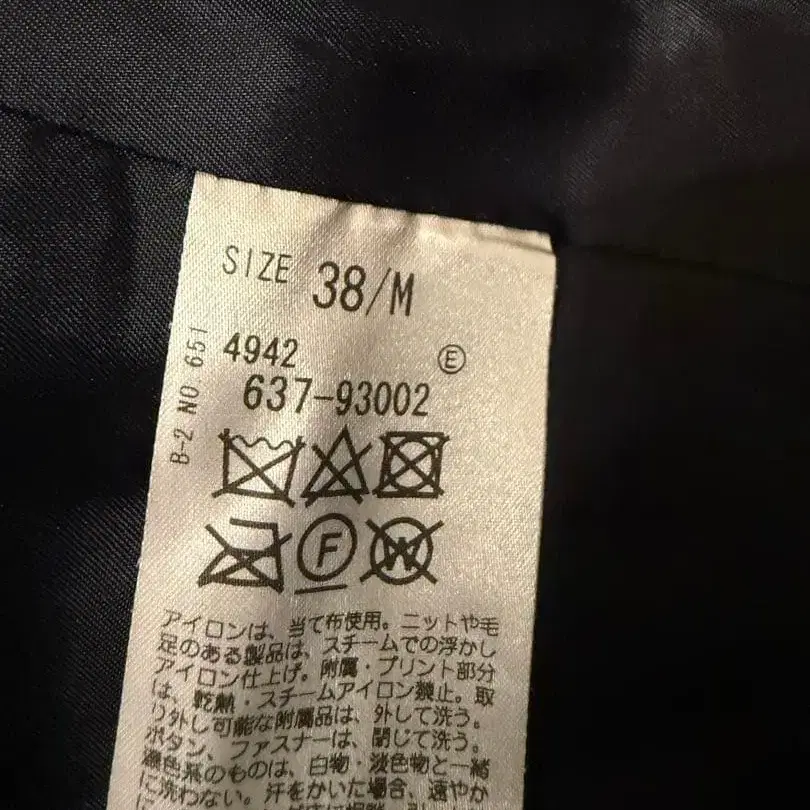 SIZE 38/M
B-2 NO.651
4942 Ⓔ
637-93002
F W
アイロンは、当て布使用。ニットや毛
足のある製品は、スチームでの浮かし
アイロン仕上げ。附属・プリント部分
は、乾熱・スチームアイロン禁止。取
り外し可能な附属品は、外して洗う。
ボタン、ファスナーは、閉じて洗う。
濃色系のものは、白物・淡色物と一緒
に洗わない。汗をかいた場合、速やか